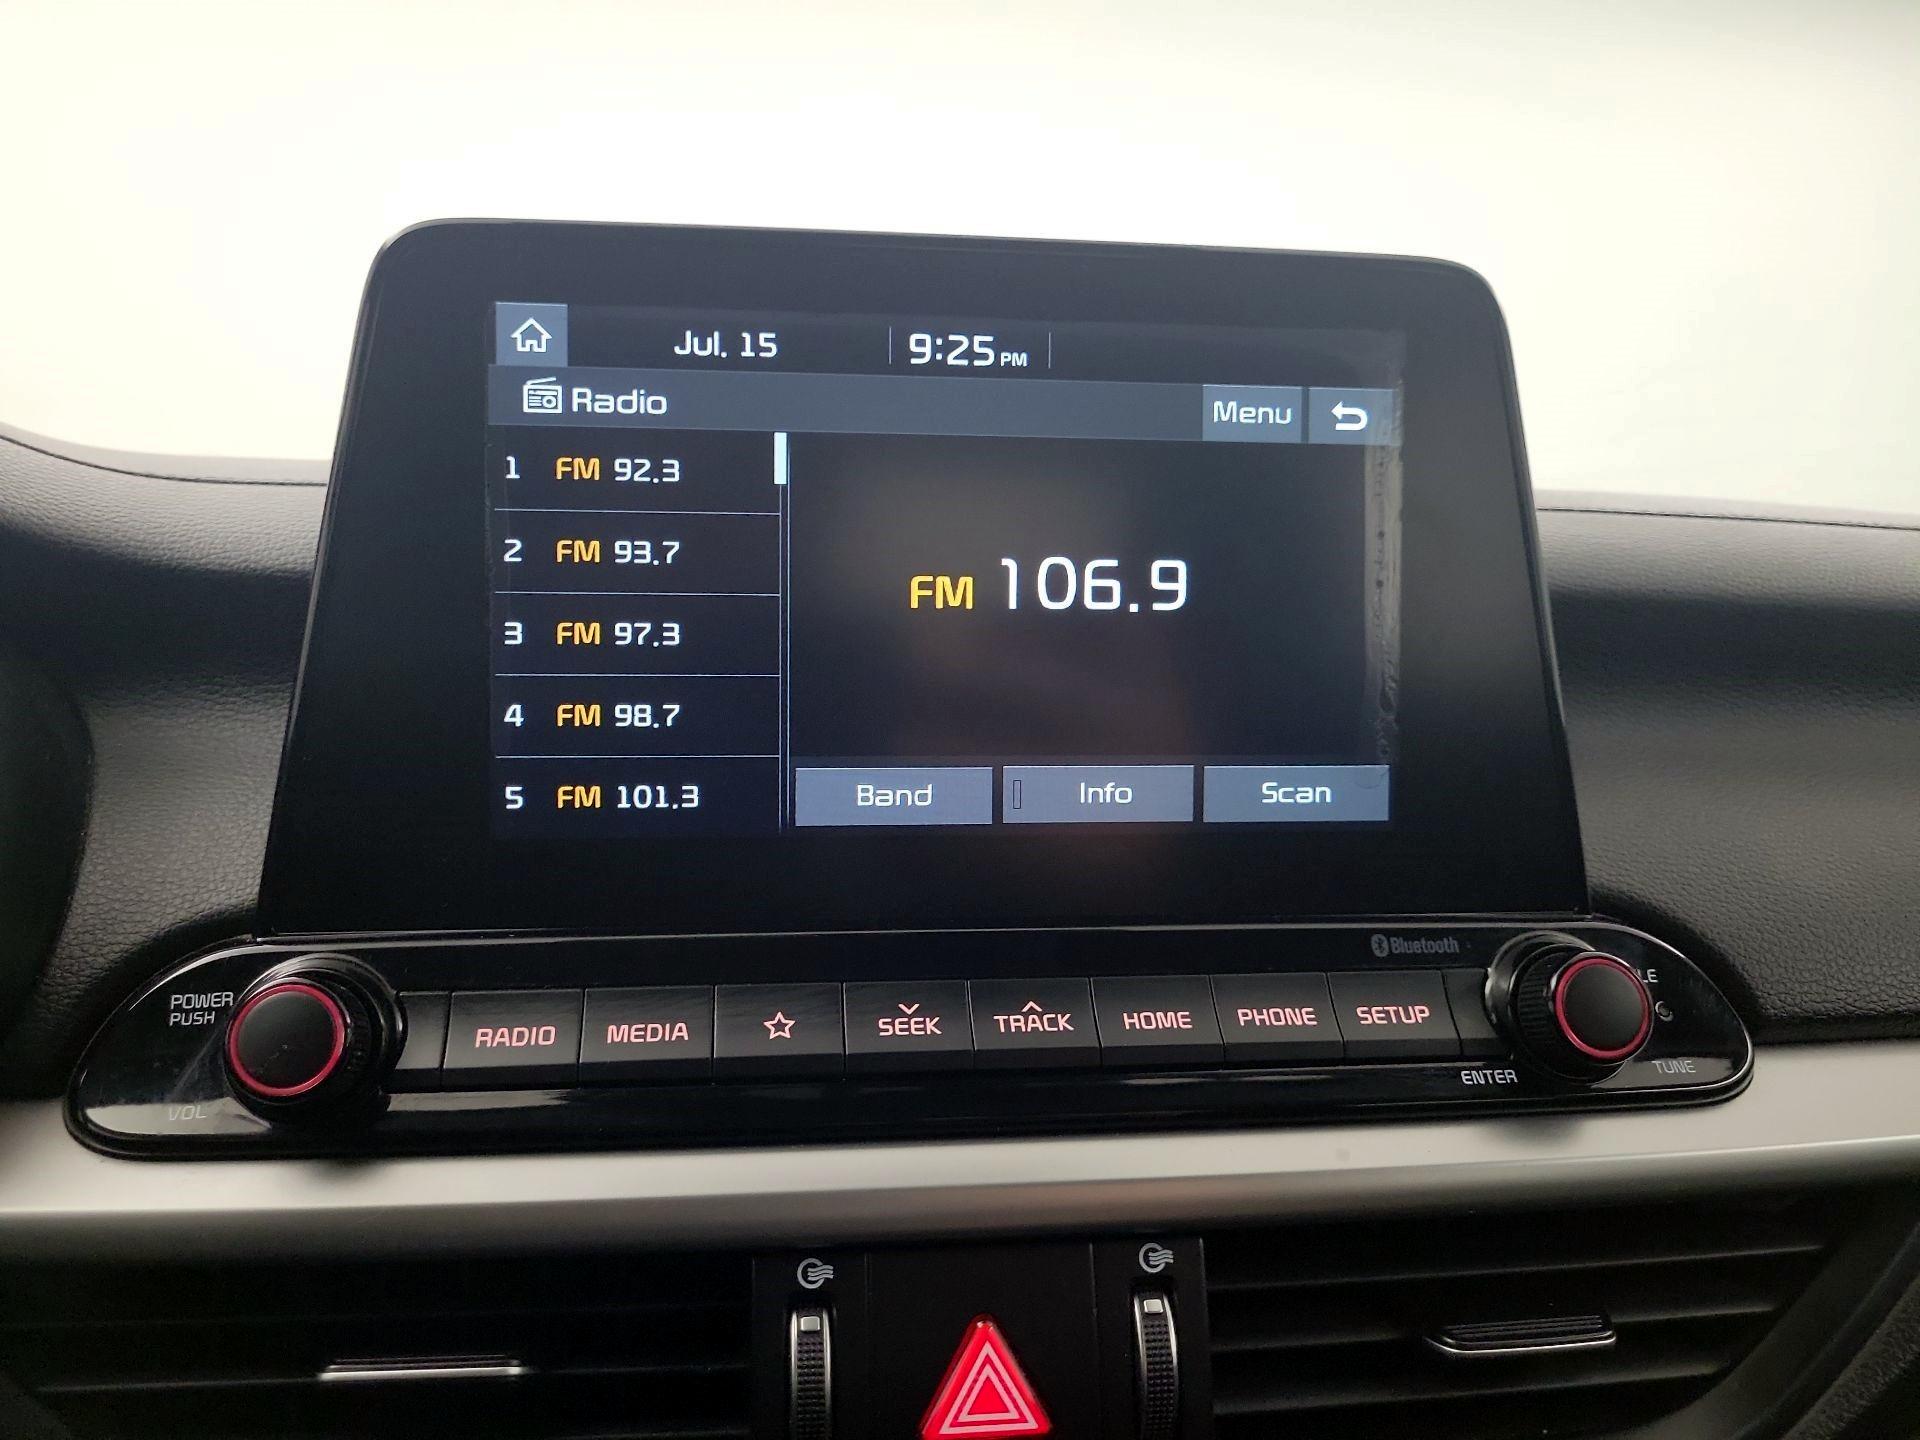 Jul. 15 9:25 PM
Radio Menu
1 FM 92.3
2 FM 93.7
3 FM 97.3
4 FM 98.7
5 FM 101.3
FM 106.9
Band Info Scan
Bluetooth
POWER
PUSH
VOL
RADIO MEDIA SEEK TRACK HOME PHONE SETUP
ENTER
TUNE